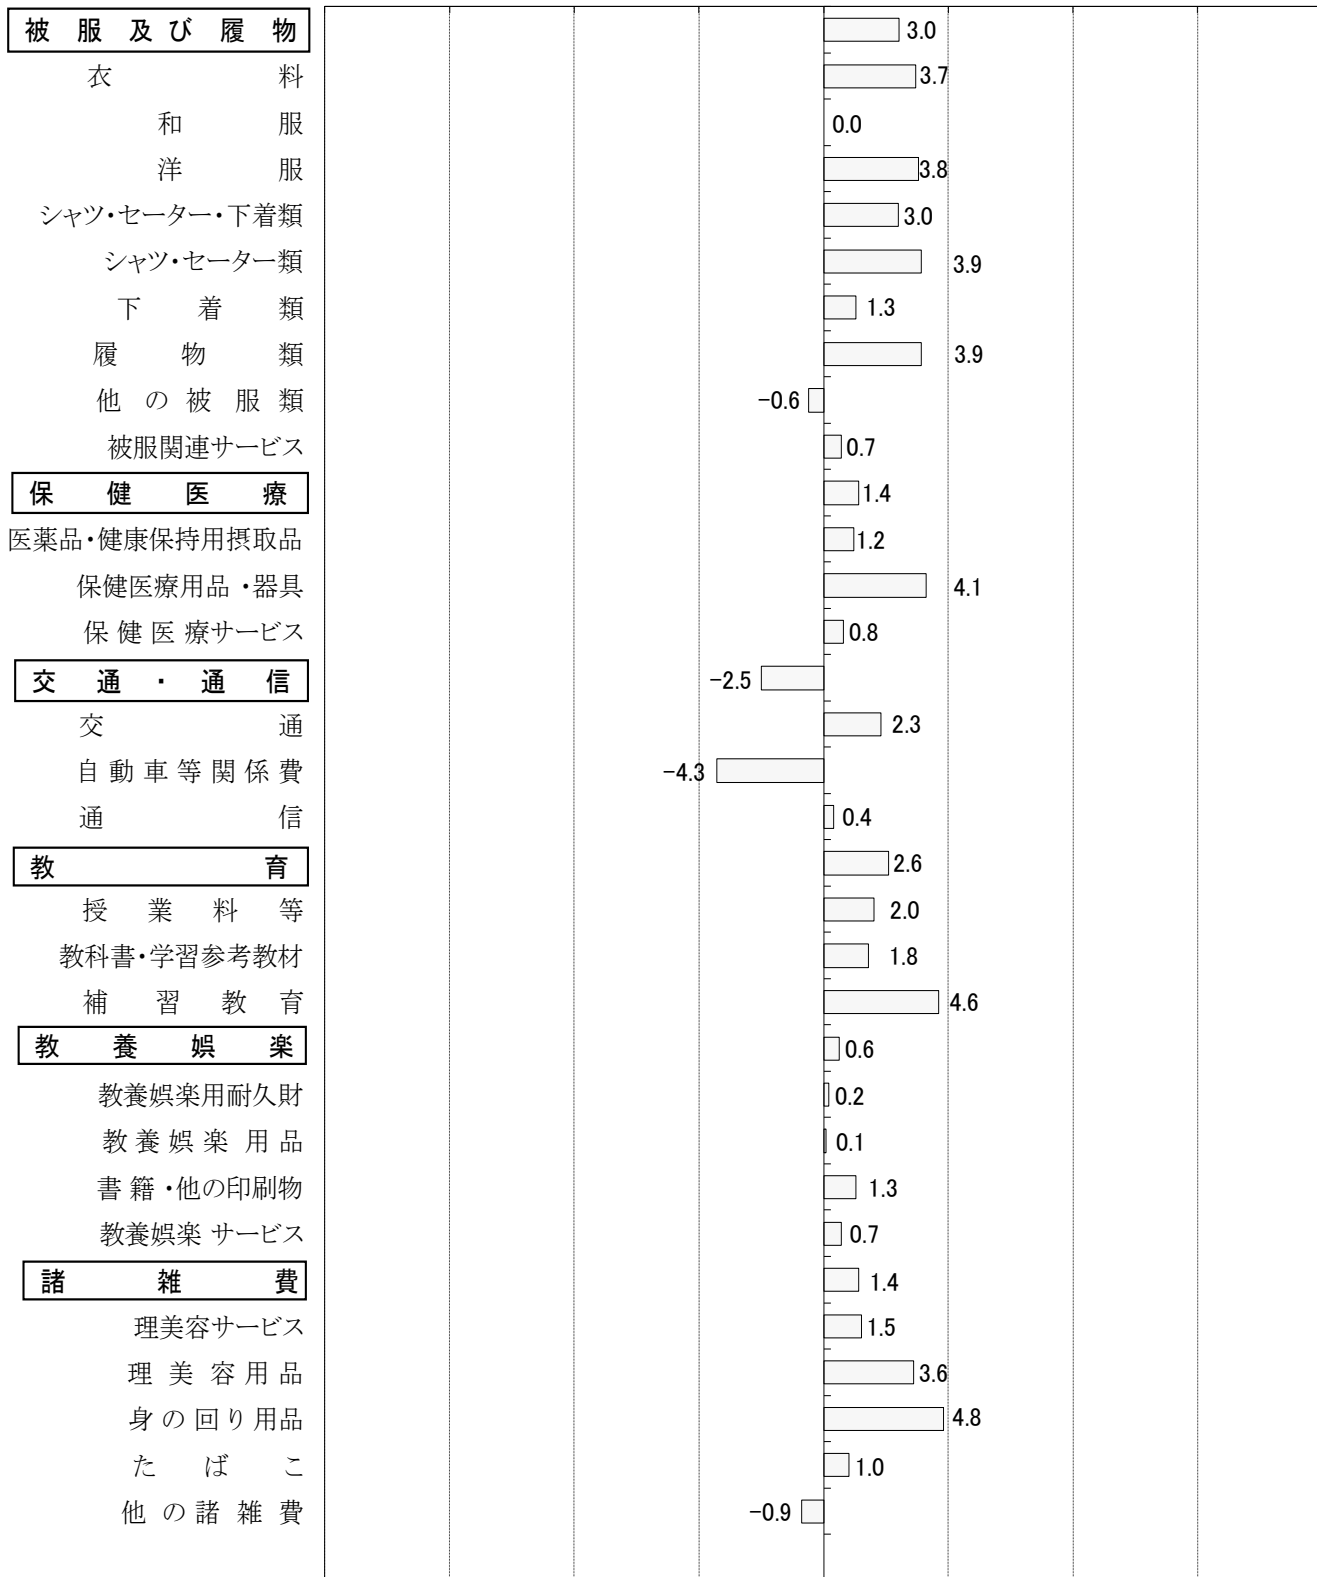 被服及び履物 3.0
衣料 3.7
和服 0.0
洋服 3.8
シャツ・セーター・下着類 3.0
シャツ・セーター類 3.9
下着類 1.3
履物類 3.9
他の被服類 -0.6
被服関連サービス 0.7
保健医療 1.4
医薬品・健康保持用摂取品 1.2
保健医療用品・器具 4.1
保健医療サービス 0.8
交通・通信 -2.5
交通 2.3
自動車等関係費 -4.3
通信 0.4
教育 2.6
授業料等 2.0
教科書・学習参考教材 1.8
補習教育 4.6
教養娯楽 0.6
教養娯楽用耐久財 0.2
教養娯楽用品 0.1
書籍・他の印刷物 1.3
教養娯楽サービス 0.7
諸雑費 1.4
理美容サービス 1.5
理美容用品 3.6
身の回り用品 4.8
たばこ 1.0
他の諸雑費 -0.9